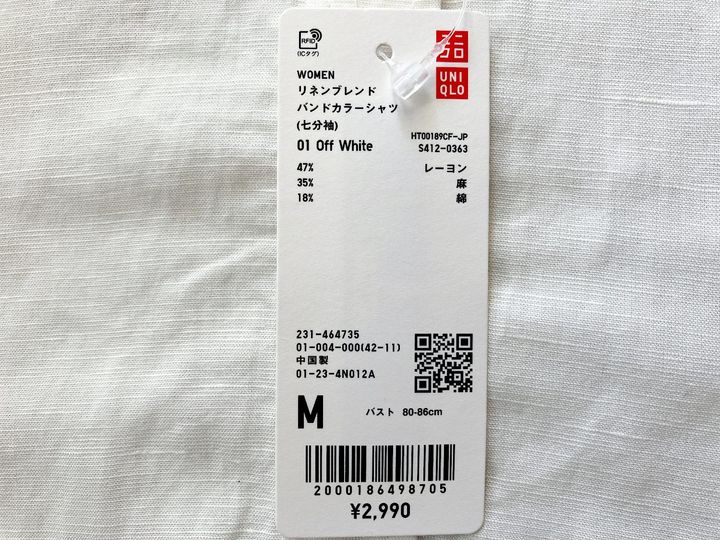 RFID
(ICタグ)
ユニ
クロ
UNI
QLO
WOMEN
リネンブレンド
バンドカラーシャツ
(七分袖)
01 Off White
HT00189CF-JP
S412-0363
47% レーヨン
35% 麻
18% 綿
231-464735
01-004-000(42-11)
中国製
01-23-4N012A
M バスト 80-86cm
2000186498705
¥2,990